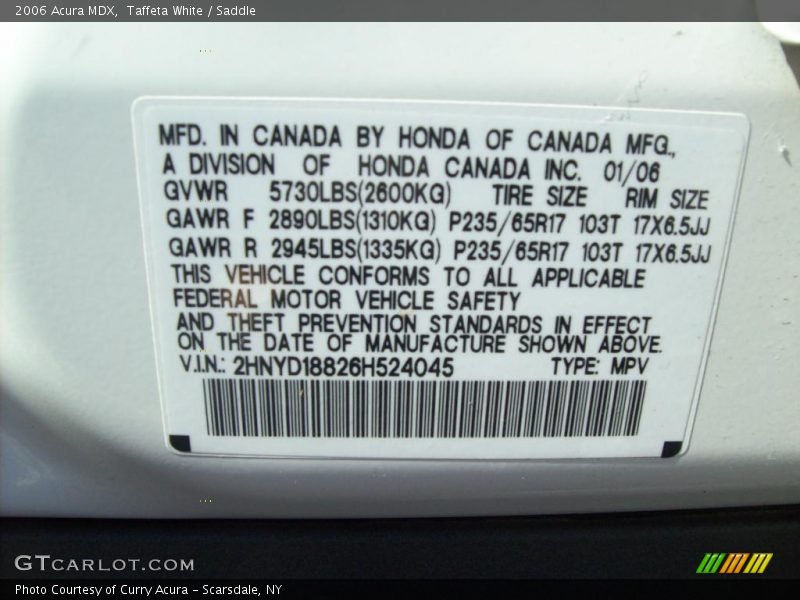 2006 Acura MDX,  Taffeta White / Saddle
MFD. IN CANADA BY HONDA OF CANADA MFG.,
A DIVISION OF HONDA CANADA INC. 01/06
GVWR 5730LBS(2600KG) TIRE SIZE RIM SIZE
GAWR F 2890LBS(1310KG) P235/65R17 103T 17X6.5JJ
GAWR R 2945LBS(1335KG) P235/65R17 103T 17X6.5JJ
THIS VEHICLE CONFORMS TO ALL APPLICABLE
FEDERAL MOTOR VEHICLE SAFETY
AND THEFT PREVENTION STANDARDS IN EFFECT
ON THE DATE OF MANUFACTURE SHOWN ABOVE.
V.I.N.: 2HNYD18826H524045 TYPE: MPV
GTCARLOT.COM
Photo Courtesy of Curry Acura - Scarsdale, NY